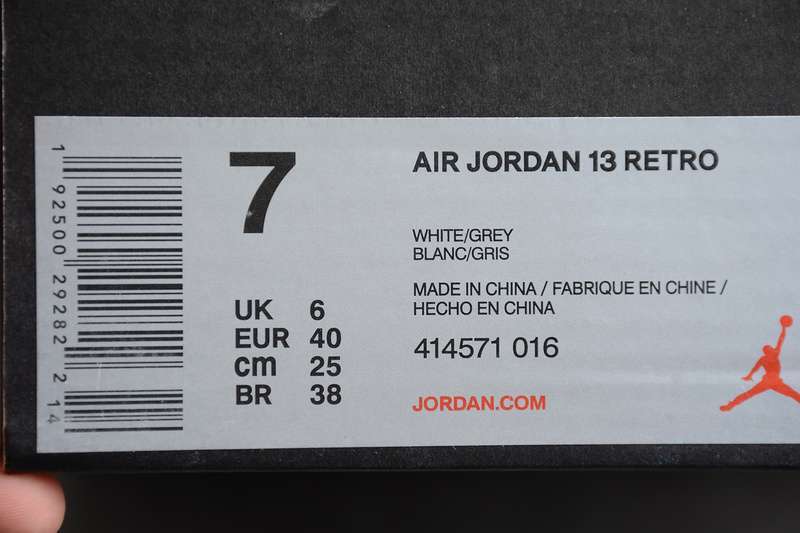 1 92500 29282 2 14
7
UK 6
EUR 40
cm 25
BR 38
AIR JORDAN 13 RETRO
WHITE/GREY
BLANC/GRIS
MADE IN CHINA / FABRIQUE EN CHINE /
HECHO EN CHINA
414571 016
JORDAN.COM